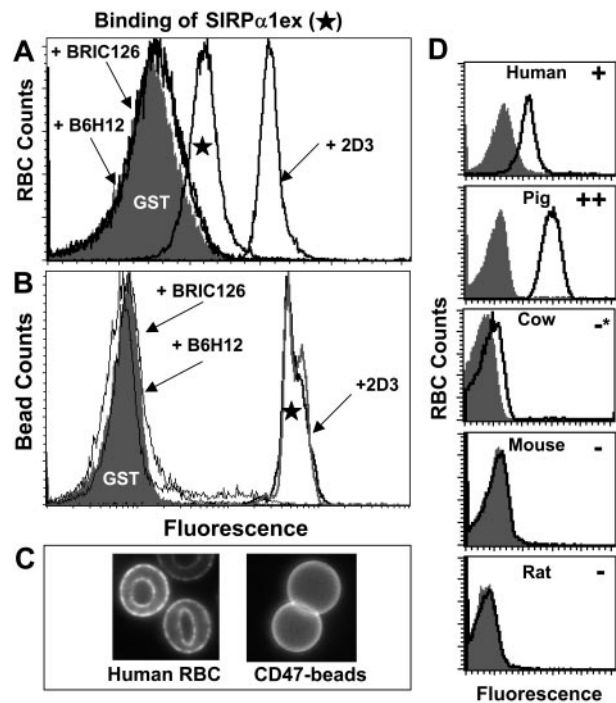 Binding of SIRPα1ex (★)
A
+ BRIC126
+ B6H12
+ 2D3
GST
RBC Counts
B
+ BRIC126
+ B6H12
+2D3
GST
Bead Counts
Fluorescence
C
Human RBC
CD47-beads
D
Human +
Pig ++
Cow -*
Mouse -
Rat -
RBC Counts
Fluorescence